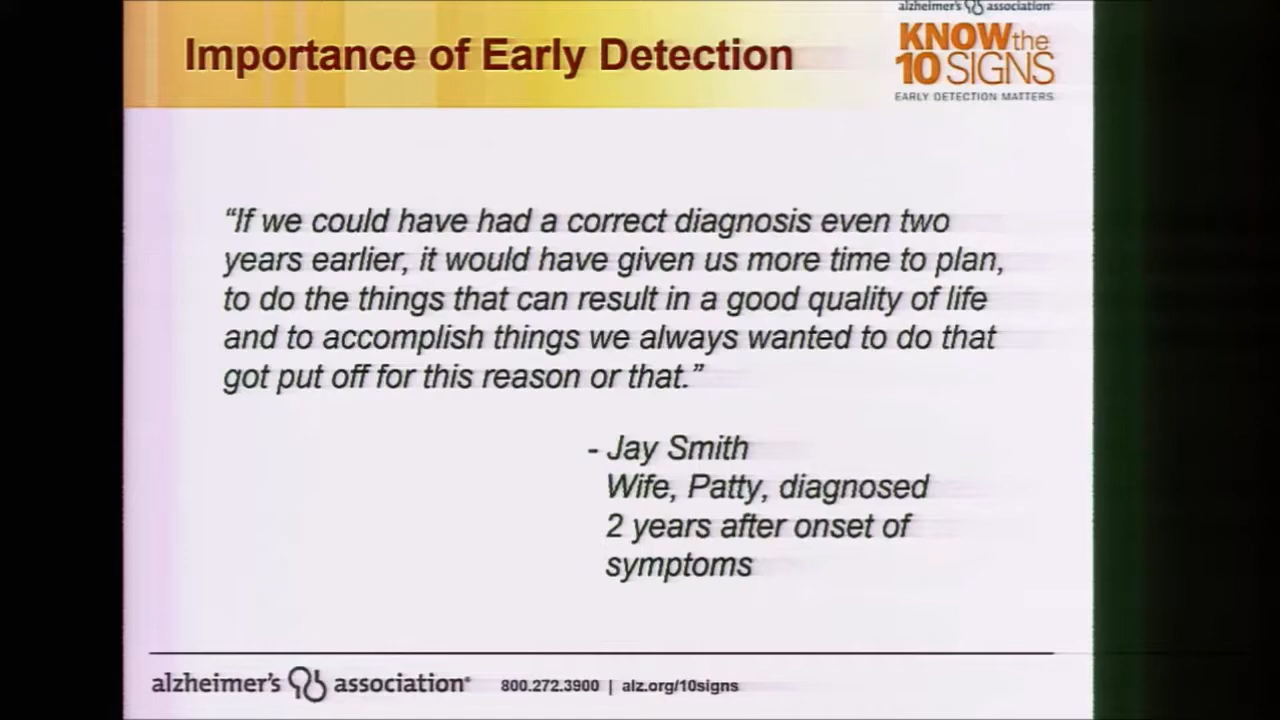 alzheimer's association®
Importance of Early Detection
KNOW the
10 SIGNS
EARLY DETECTION MATTERS
“If we could have had a correct diagnosis even two
years earlier, it would have given us more time to plan,
to do the things that can result in a good quality of life
and to accomplish things we always wanted to do that
got put off for this reason or that.”
- Jay Smith
Wife, Patty, diagnosed
2 years after onset of
symptoms
alzheimer's association® 800.272.3900 | alz.org/10signs